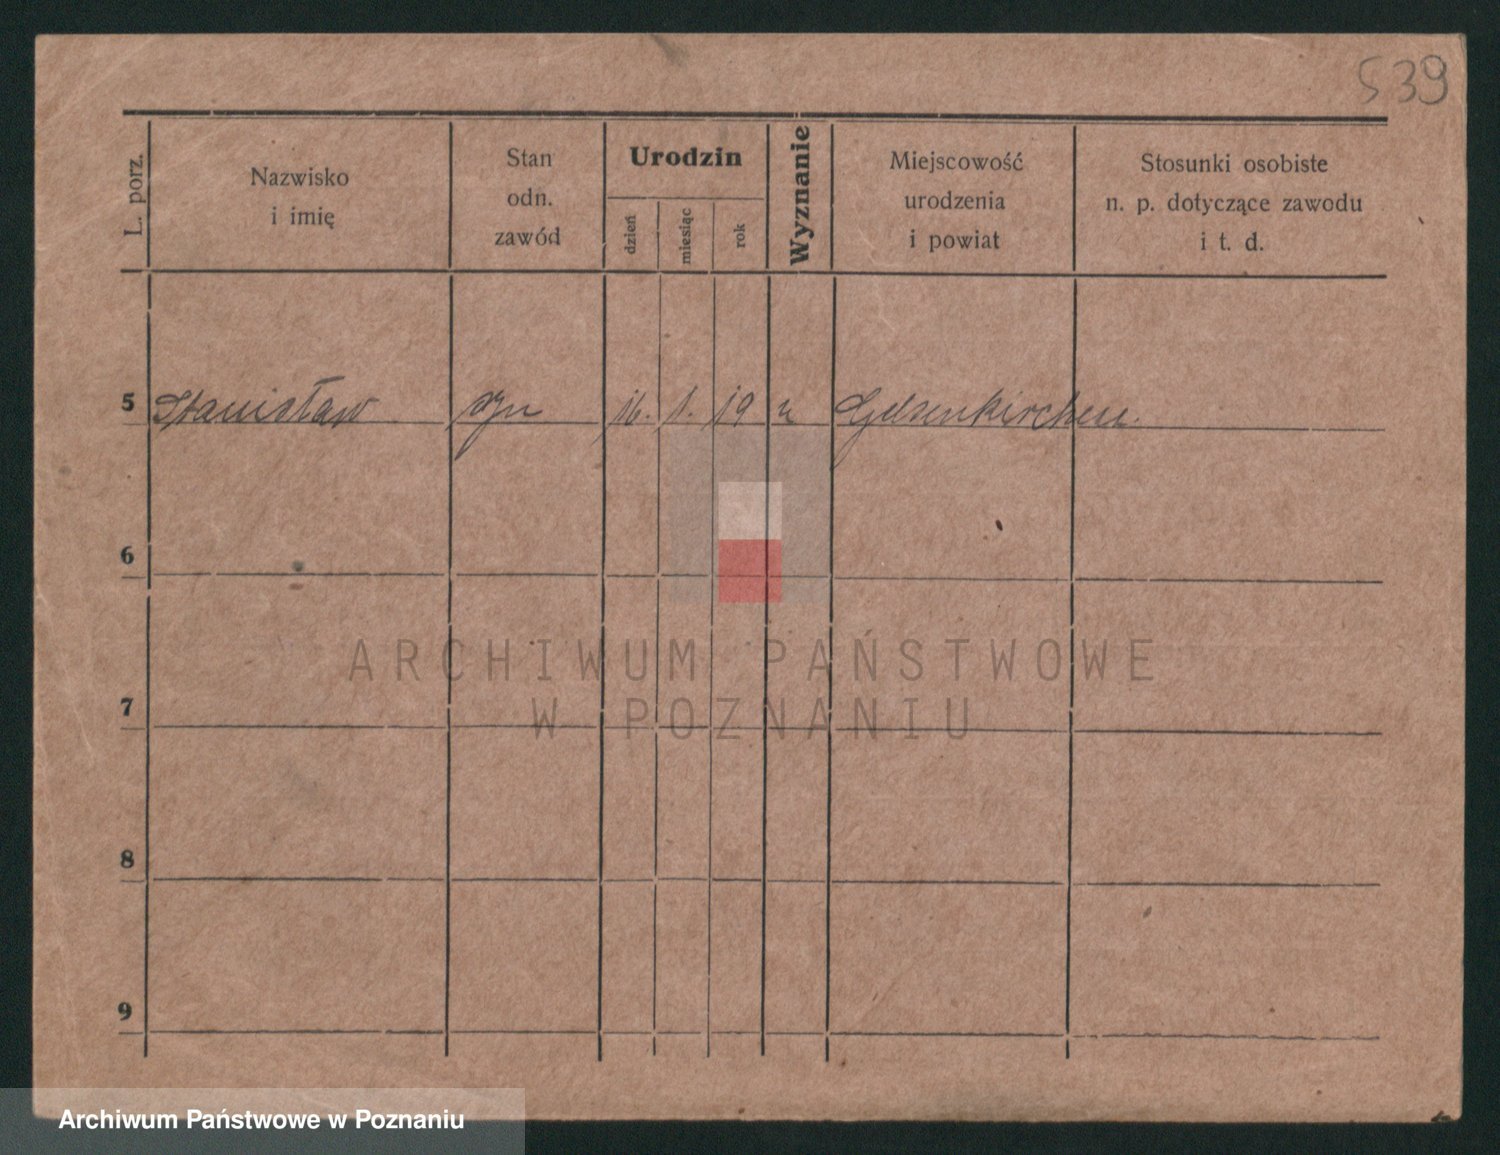 539
L. porz.
Nazwisko
i imię
Stan
odn.
zawód
Urodzin
dzień
miesiąc
rok
Wyznanie
Miejscowość
urodzenia
i powiat
Stosunki osobiste
n. p. dotyczące zawodu
i t. d.
5 Stanisław syn 16. 1. 19 Gelsenkirchen.
6
7
8
9
ARCHIWUM PAŃSTWOWE
W POZNANIU
Archiwum Państwowe w Poznaniu